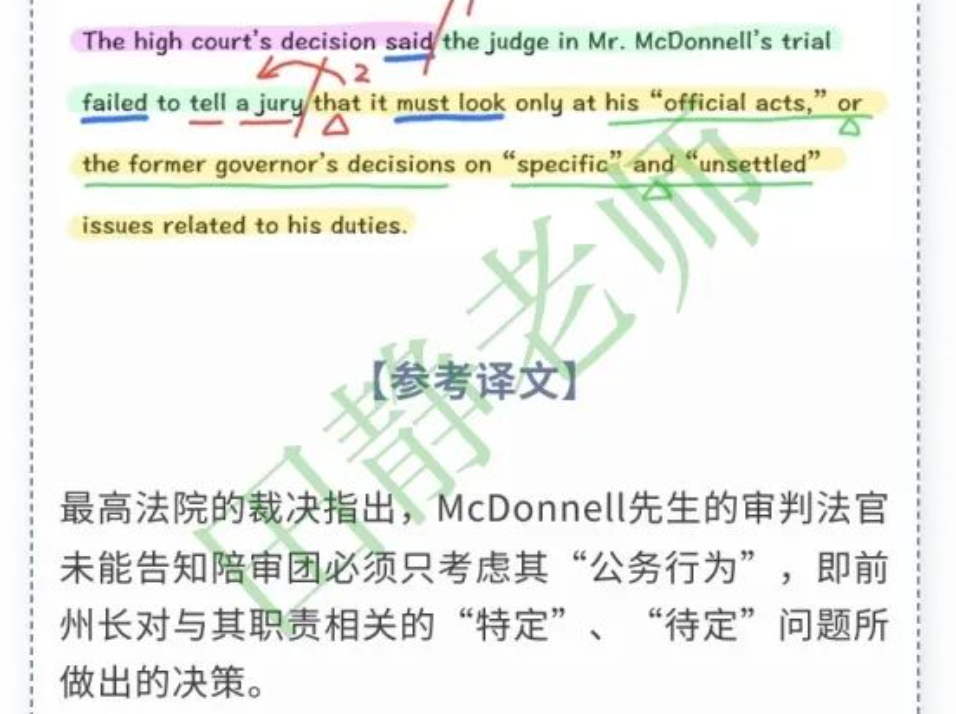 The high court's decision said the judge in Mr. McDonnell's trial
2
failed to tell a jury that it must look only at his “official acts,” or
the former governor's decisions on “specific” and “unsettled”
issues related to his duties.
【参考译文】
田静老师
最高法院的裁决指出，McDonnell先生的审判法官
未能告知陪审团必须只考虑其“公务行为”，即前
州长对与其职责相关的“特定”、“待定”问题所
做出的决策。